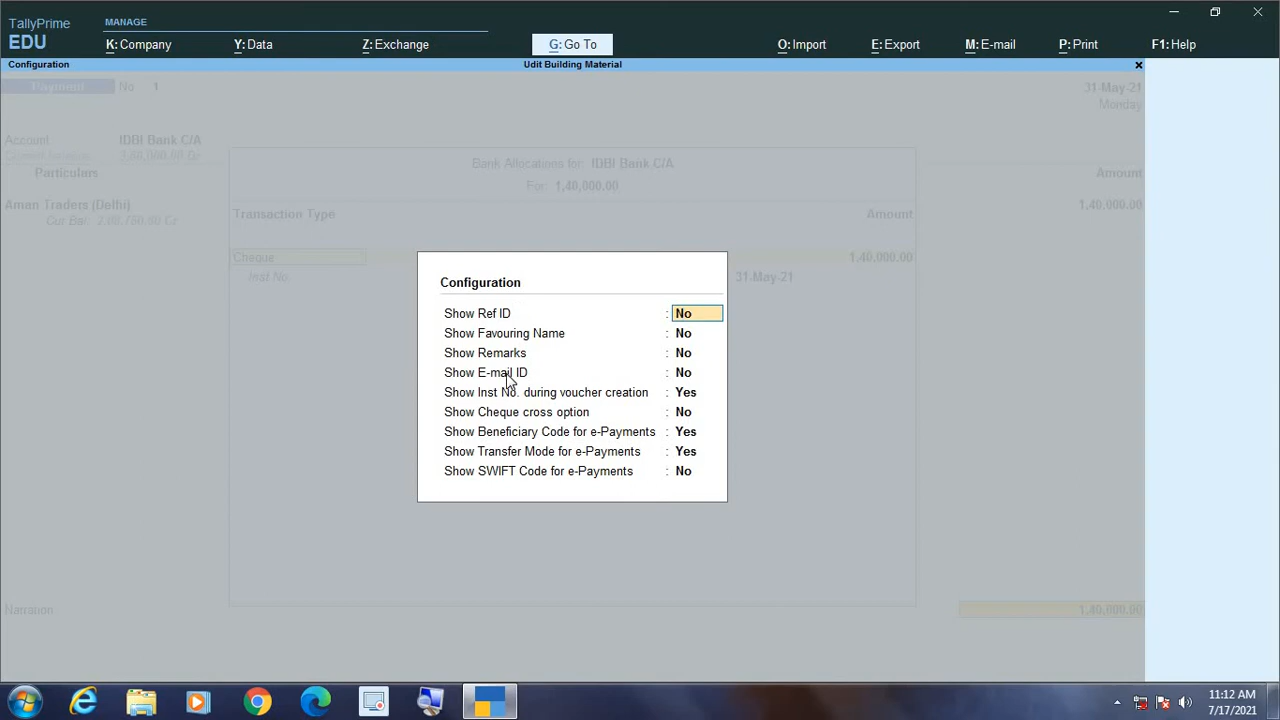 TallyPrime
EDU
MANAGE
K: Company
Y: Data
Z: Exchange
G: Go To
O: Import
E: Export
M: E-mail
P: Print
F1: Help
Configuration
Udit Building Material
Payment No 1
31-May-21
Monday
Account IDBI Bank C/A
Particulars
Amount
Aman Traders (Delhi)
1,40,000.00
Bank Allocations for: IDBI Bank C/A
For: 1,40,000.00
Transaction Type
Amount
Cheque
1,40,000.00
Inst No.
31-May-21
Configuration
Show Ref ID : No
Show Favouring Name : No
Show Remarks : No
Show E-mail ID : No
Show Inst No. during voucher creation : Yes
Show Cheque cross option : No
Show Beneficiary Code for e-Payments : Yes
Show Transfer Mode for e-Payments : Yes
Show SWIFT Code for e-Payments : No
Narration
1,40,000.00
11:12 AM
7/17/2021